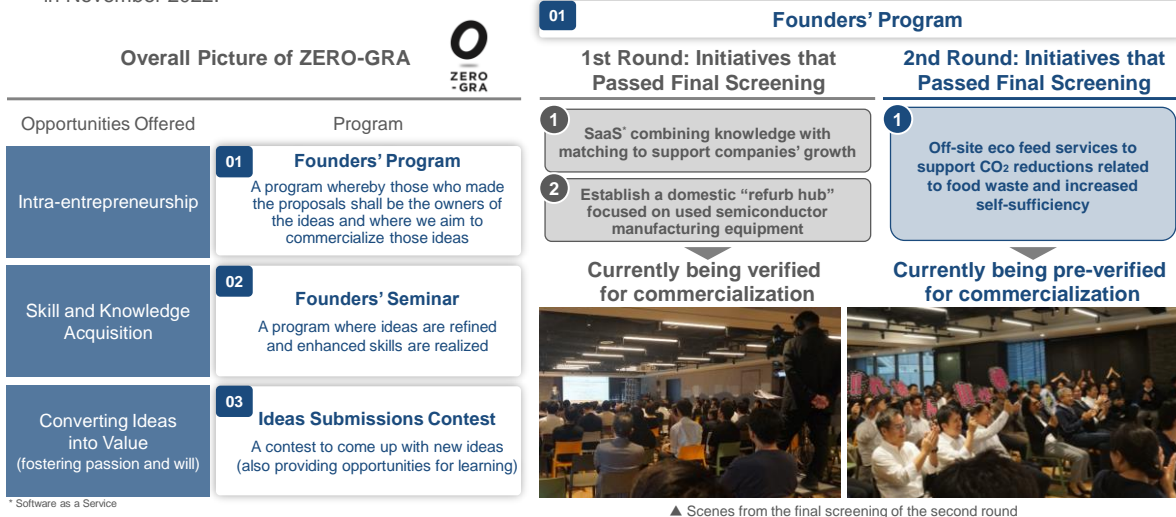 in November 2022.
Overall Picture of ZERO-GRA
ZERO
-GRA
Opportunities Offered
Program
Intra-entrepreneurship
01
Founders' Program
A program whereby those who made
the proposals shall be the owners of
the ideas and where we aim to
commercialize those ideas
Skill and Knowledge
Acquisition
02
Founders' Seminar
A program where ideas are refined
and enhanced skills are realized
Converting Ideas
into Value
(fostering passion and will)
03
Ideas Submissions Contest
A contest to come up with new ideas
(also providing opportunities for learning)
* Software as a Service
01
Founders' Program
1st Round: Initiatives that
Passed Final Screening
1
SaaS* combining knowledge with
matching to support companies' growth
2
Establish a domestic “refurb hub”
focused on used semiconductor
manufacturing equipment
Currently being verified
for commercialization
2nd Round: Initiatives that
Passed Final Screening
1
Off-site eco feed services to
support CO2 reductions related
to food waste and increased
self-sufficiency
Currently being pre-verified
for commercialization
▲ Scenes from the final screening of the second round